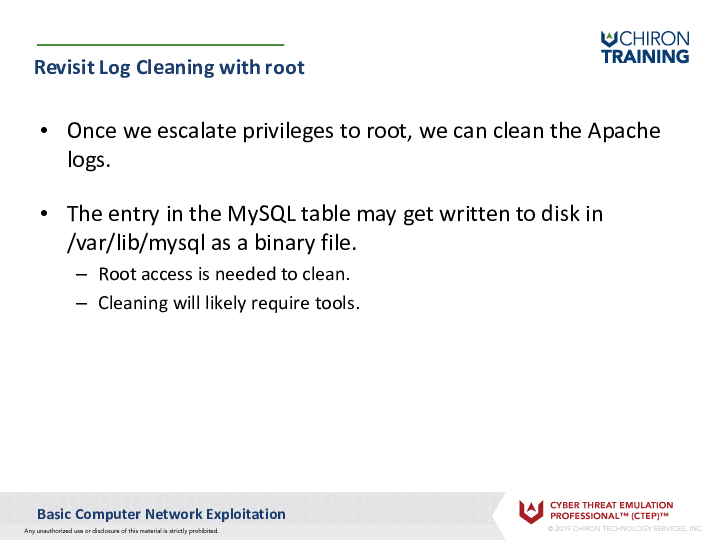 CHIRON
TRAINING
Revisit Log Cleaning with root
• Once we escalate privileges to root, we can clean the Apache
logs.
• The entry in the MySQL table may get written to disk in
/var/lib/mysql as a binary file.
– Root access is needed to clean.
– Cleaning will likely require tools.
Basic Computer Network Exploitation
Any unauthorized use or disclosure of this material is strictly prohibited.
CYBER THREAT EMULATION
PROFESSIONAL™ (CTEP)™
© 2019 CHIRON TECHNOLOGY SERVICES, INC.